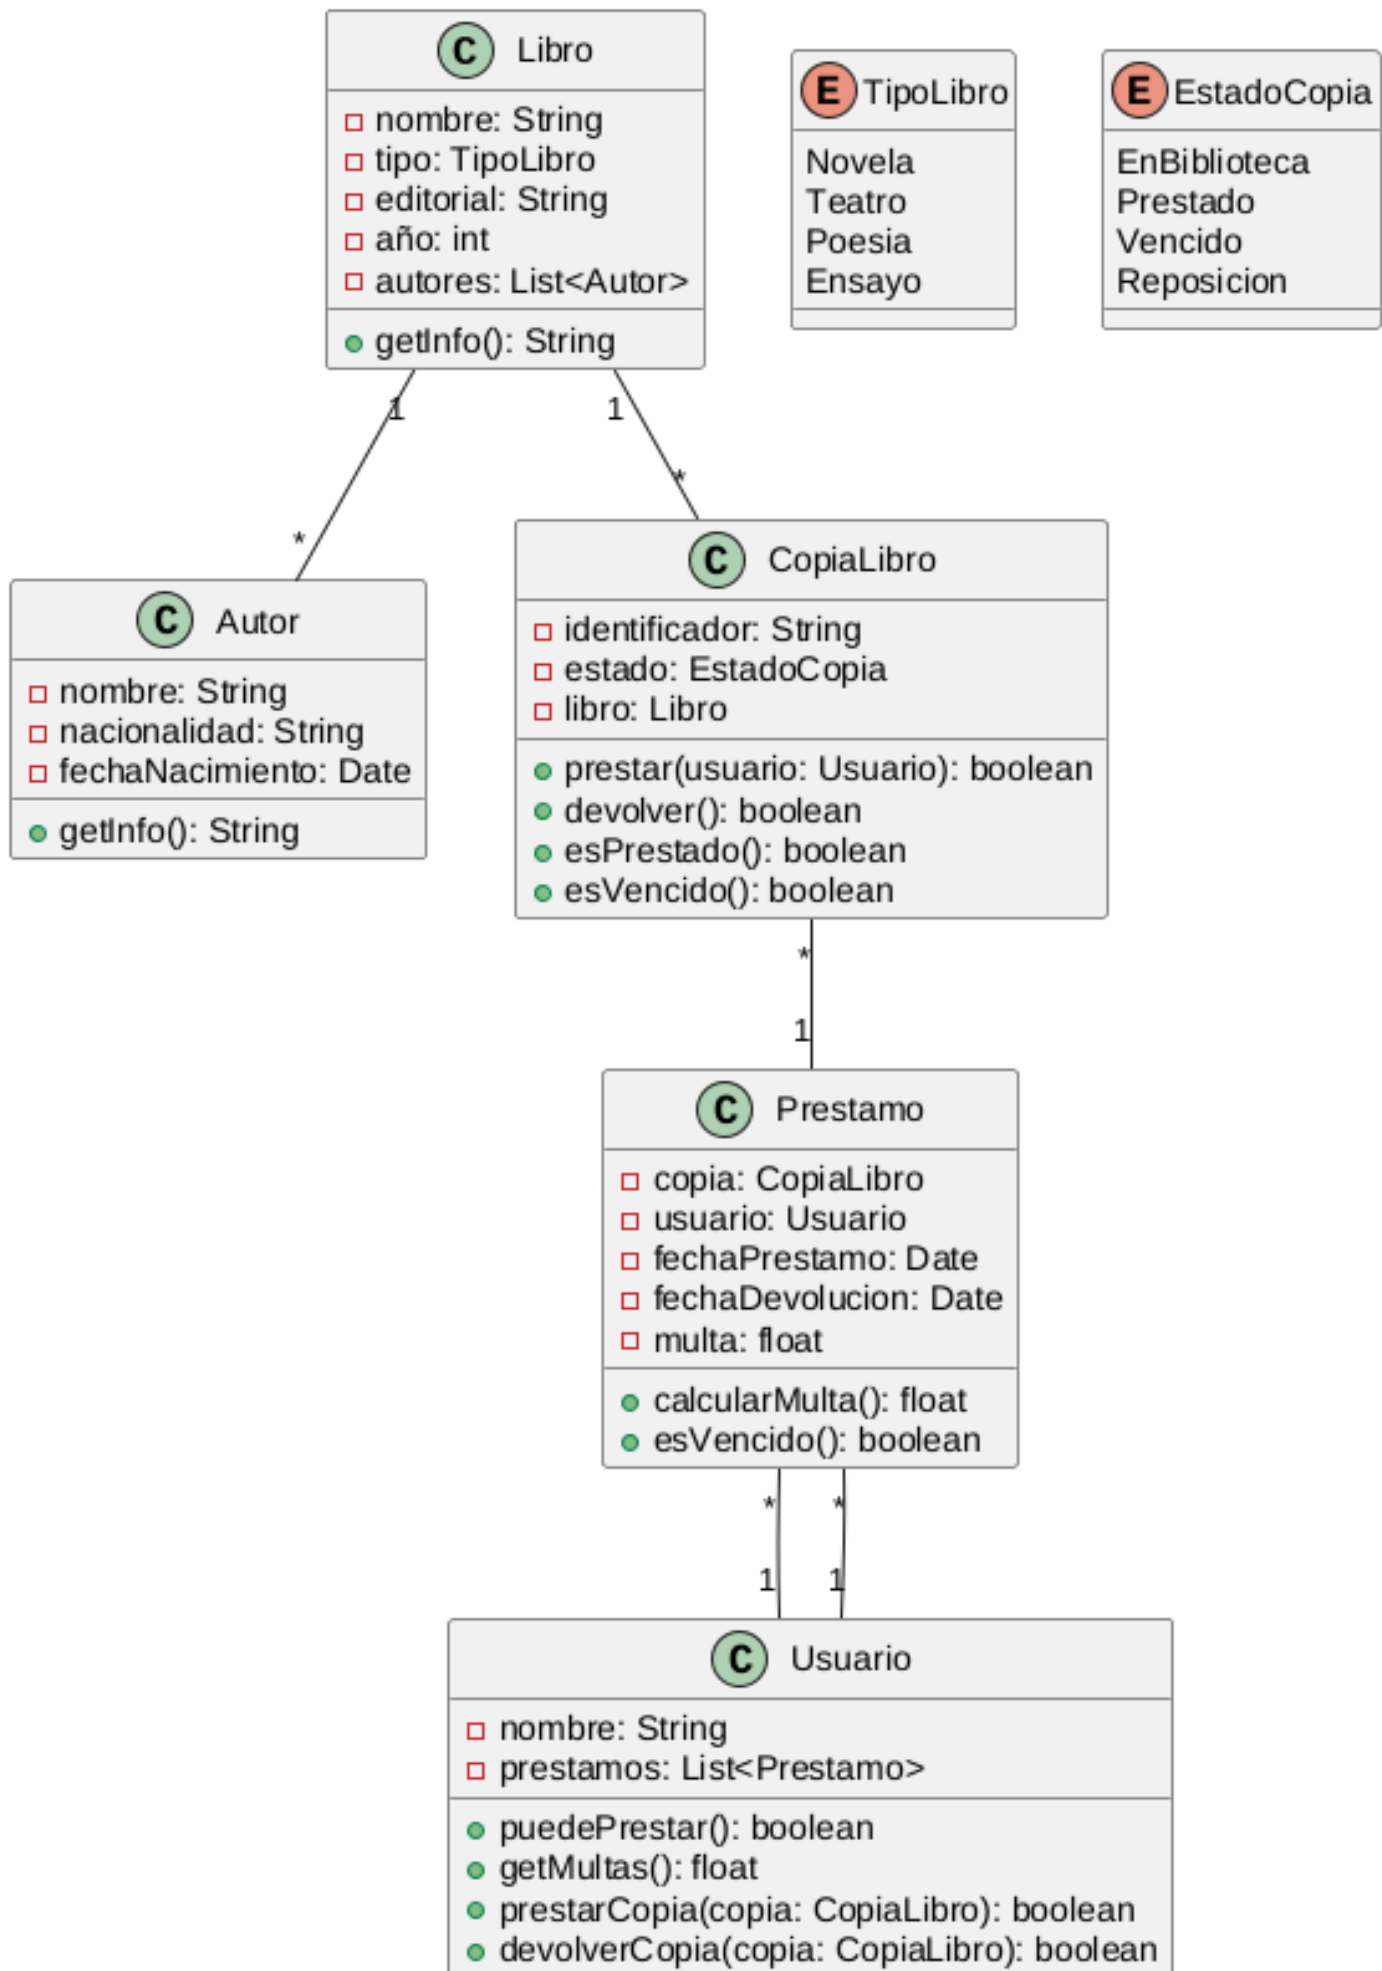 C Libro
nombre: String
tipo: TipoLibro
editorial: String
año: int
autores: List<Autor>
getInfo(): String
E TipoLibro
Novela
Teatro
Poesia
Ensayo
E EstadoCopia
EnBiblioteca
Prestado
Vencido
Reposicion
1
*
1
*
C Autor
nombre: String
nacionalidad: String
fechaNacimiento: Date
getInfo(): String
C CopiaLibro
identificador: String
estado: EstadoCopia
libro: Libro
prestar(usuario: Usuario): boolean
devolver(): boolean
esPrestado(): boolean
esVencido(): boolean
*
1
C Prestamo
copia: CopiaLibro
usuario: Usuario
fechaPrestamo: Date
fechaDevolucion: Date
multa: float
calcularMulta(): float
esVencido(): boolean
* *
1 1
C Usuario
nombre: String
prestamos: List<Prestamo>
puedePrestar(): boolean
getMultas(): float
prestarCopia(copia: CopiaLibro): boolean
devolverCopia(copia: CopiaLibro): boolean